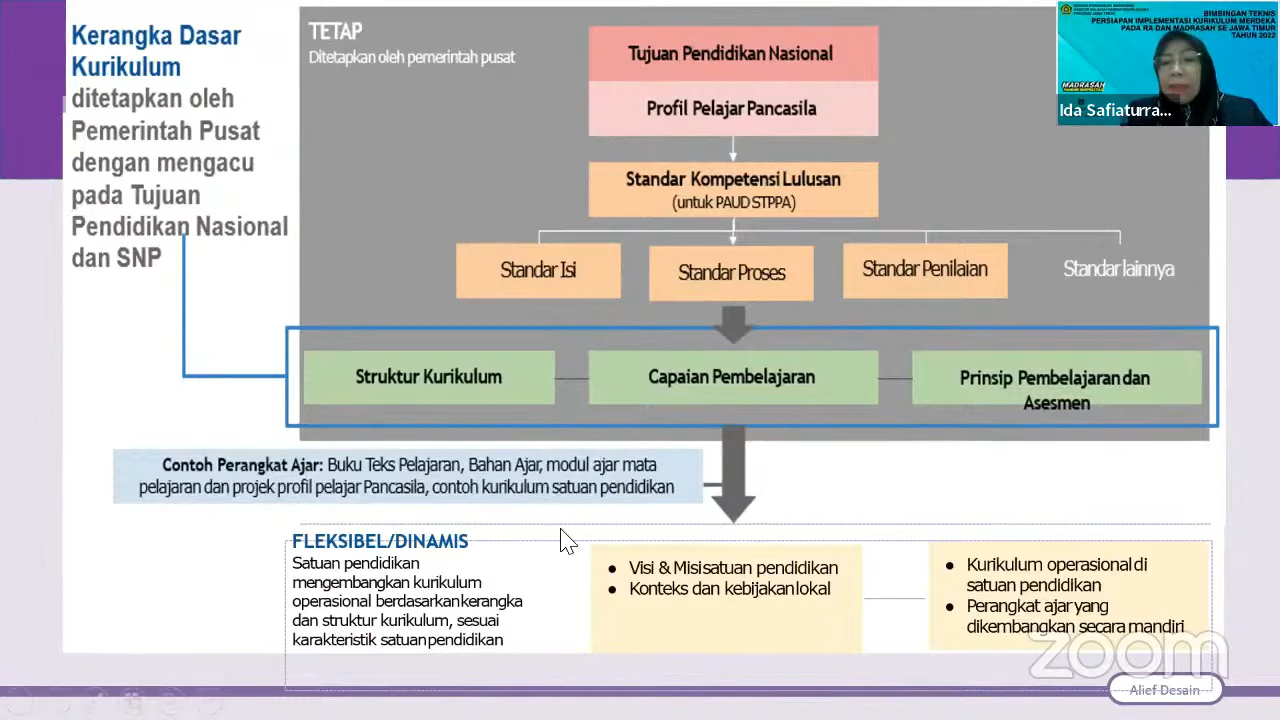 Kerangka Dasar
Kurikulum
ditetapkan oleh
Pemerintah Pusat
dengan mengacu
pada Tujuan
Pendidikan Nasional
dan SNP
TETAP
Ditetapkan oleh pemerintah pusat
Tujuan Pendidikan Nasional
Profil Pelajar Pancasila
Standar Kompetensi Lulusan
(untuk PAUD STPPA)
Standar Isi
Standar Proses
Standar Penilaian
Standar lainnya
Struktur Kurikulum
Capaian Pembelajaran
Prinsip Pembelajaran dan
Asesmen
Contoh Perangkat Ajar: Buku Teks Pelajaran, Bahan Ajar, modul ajar mata
pelajaran dan projek profil pelajar Pancasila, contoh kurikulum satuan pendidikan
FLEKSIBEL/DINAMIS
Satuan pendidikan
mengembangkan kurikulum
operasional berdasarkan kerangka
dan struktur kurikulum, sesuai
karakteristik satuan pendidikan
● Visi & Misi satuan pendidikan
● Konteks dan kebijakan lokal
● Kurikulum operasional di
satuan pendidikan
● Perangkat ajar yang
dikembangkan secara mandiri
BIMBINGAN TEKNIS
PERSIAPAN IMPLEMENTASI KURIKULUM MERDEKA
PADA RA DAN MADRASAH SE JAWA TIMUR
TAHUN 2022
MADRASAH
Ida Safiaturra...
zoom
Alief Desain